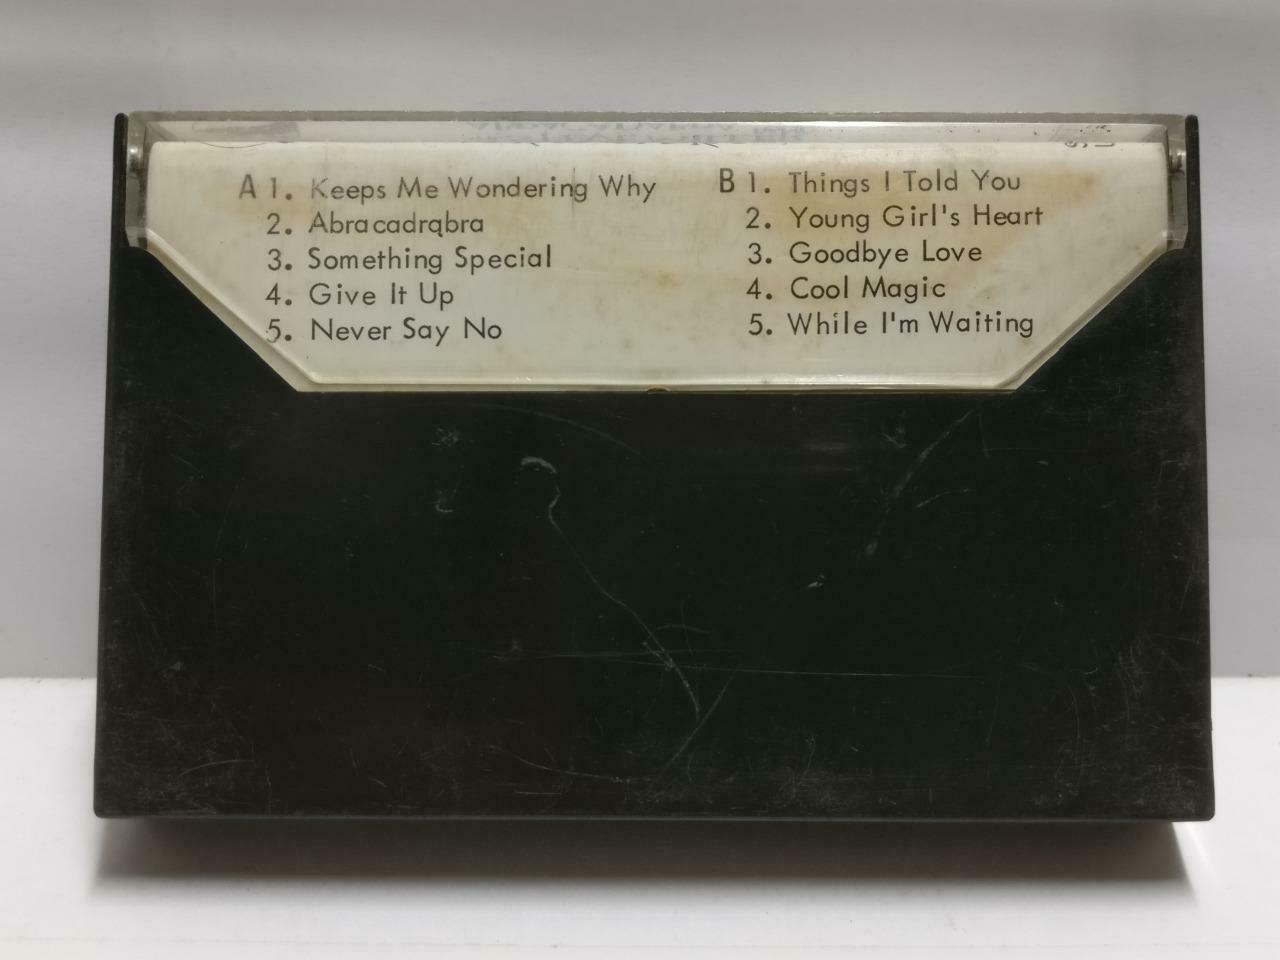 A 1. Keeps Me Wondering Why
2. Abracadrabra
3. Something Special
4. Give It Up
5. Never Say No
B 1. Things I Told You
2. Young Girl's Heart
3. Goodbye Love
4. Cool Magic
5. While I'm Waiting